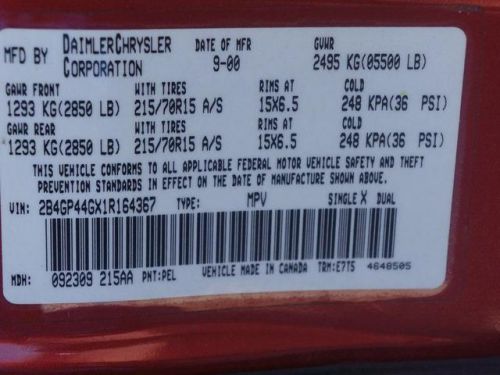 MFD BY DAIMLERCHRYSLER CORPORATION DATE OF MFR 9-00 GVWR 2495 KG(05500 LB)
GAWR FRONT WITH TIRES RIMS AT COLD
1293 KG(2850 LB) 215/70R15 A/S 15X6.5 248 KPA(36 PSI)
GAWR REAR WITH TIRES RIMS AT COLD
1293 KG(2850 LB) 215/70R15 A/S 15X6.5 248 KPA(36 PSI)
THIS VEHICLE CONFORMS TO ALL APPLICABLE FEDERAL MOTOR VEHICLE SAFETY AND THEFT
PREVENTION STANDARDS IN EFFECT ON THE DATE OF MANUFACTURE SHOWN ABOVE.
VIN: 2B4GP44GX1R164367 TYPE: MPV SINGLE X DUAL
MDH: 092309 215AA PNT:PEL VEHICLE MADE IN CANADA TRM:E7T5 4648505